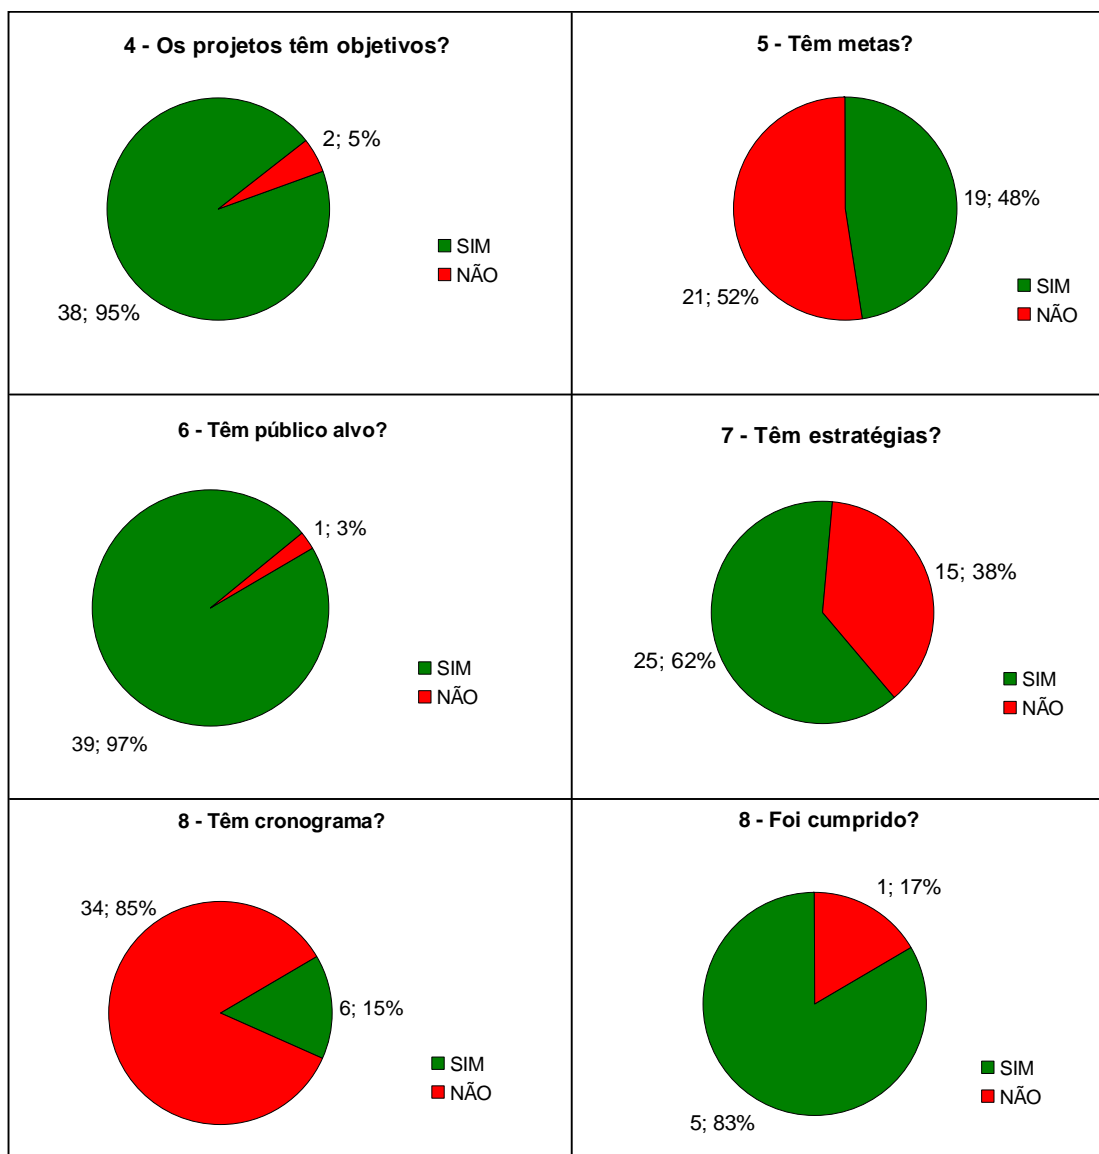 4 - Os projetos têm objetivos?
2; 5%
38; 95%
SIM
NÃO
5 - Têm metas?
19; 48%
21; 52%
SIM
NÃO
6 - Têm público alvo?
1; 3%
39; 97%
SIM
NÃO
7 - Têm estratégias?
15; 38%
25; 62%
SIM
NÃO
8 - Têm cronograma?
34; 85%
6; 15%
SIM
NÃO
8 - Foi cumprido?
1; 17%
5; 83%
SIM
NÃO